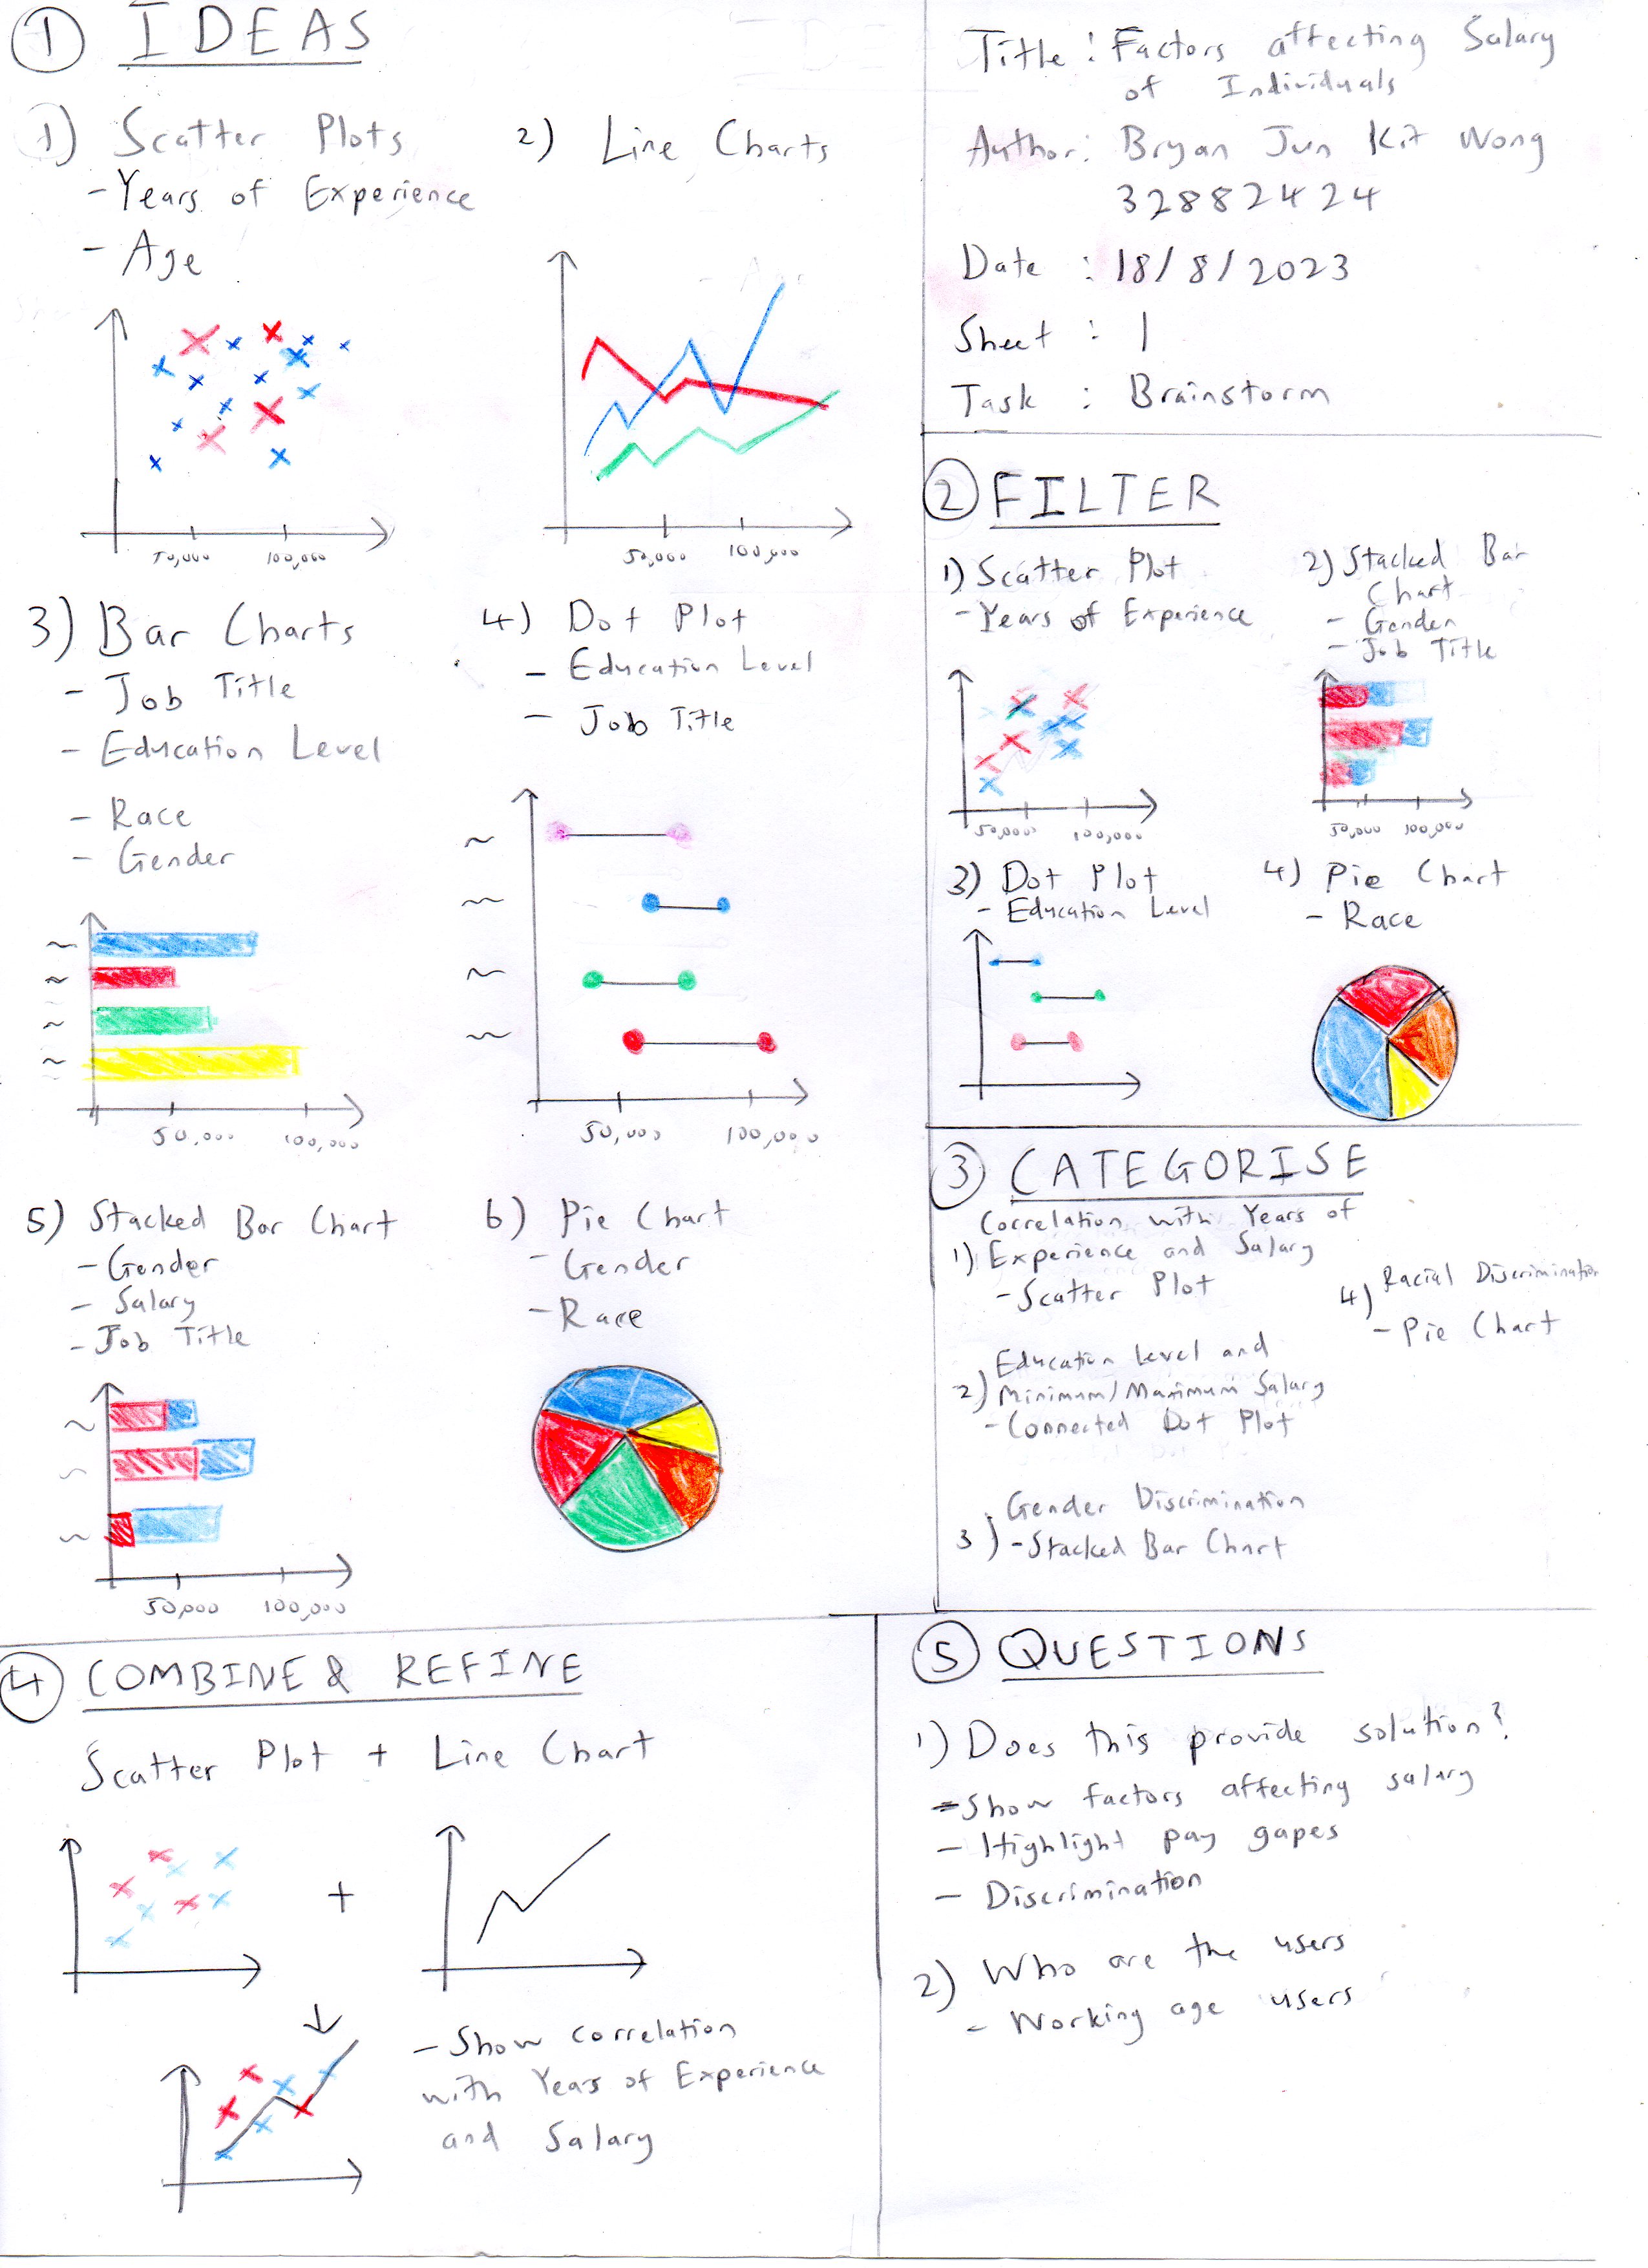 ① IDEAS
1) Scatter Plots
- Years of Experience
- Age
50,000 100,000
2) Line Charts
50,000 100,000
3) Bar Charts
- Job Title
- Education Level
- Race
- Gender
50,000 100,000
4) Dot Plot
- Education Level
- Job Title
50,000 100,000
5) Stacked Bar Chart
- Gender
- Salary
- Job Title
50,000 100,000
6) Pie Chart
- Gender
- Race
Title : Factors affecting Salary
of Individuals
Author : Bryan Jun Kit Wong
32882424
Date : 18/8/2023
Sheet : 1
Task : Brainstorm
② FILTER
1) Scatter Plot
- Years of Experience
50,000 100,000
2) Stacked Bar
Chart
- Gender
- Job Title
50,000 100,000
3) Dot Plot
- Education Level
4) Pie Chart
- Race
③ CATEGORISE
Correlation with Years of
1) Experience and Salary
- Scatter Plot
Education Level and
2) Minimum/Maximum Salary
- Connected Dot Plot
Gender Discrimination
3) - Stacked Bar Chart
4) Racial Discrimination
- Pie Chart
④ COMBINE & REFINE
Scatter Plot + Line Chart
+
- Show correlation
with Years of Experience
and Salary
⑤ QUESTIONS
1) Does this provide solution?
- Show factors affecting salary
- Highlight pay gapes
- Discrimination
2) Who are the users
- Working age users